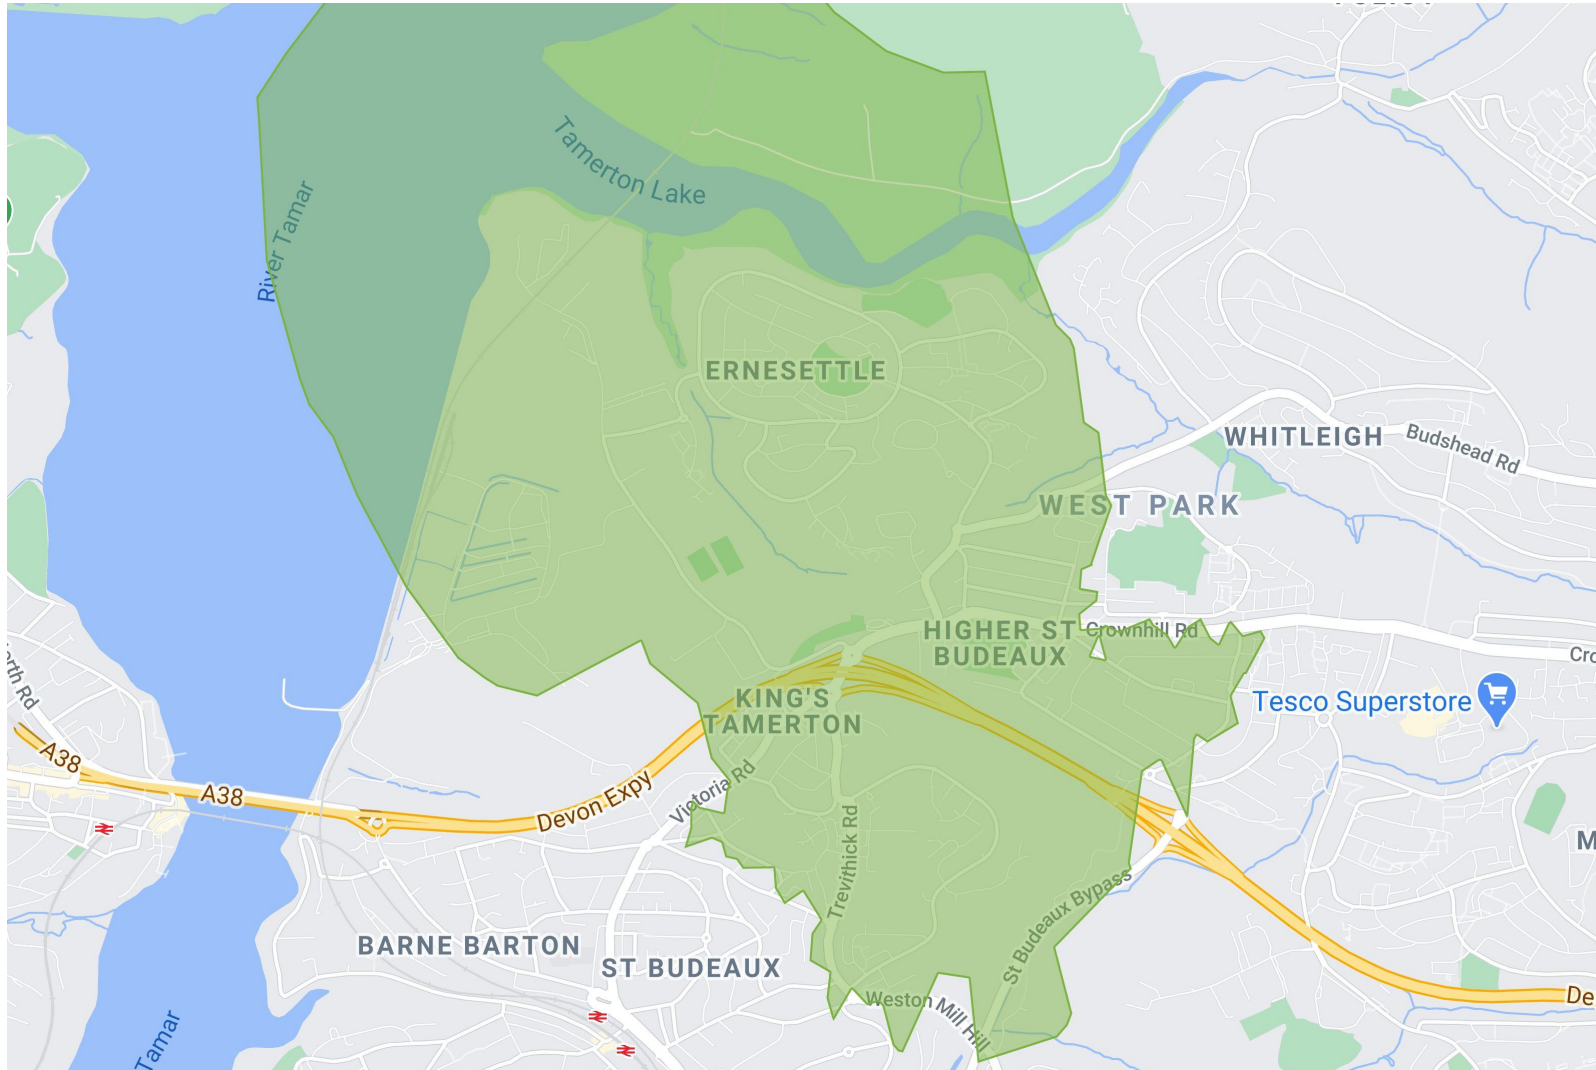 Tamerton Lake
River Tamar
ERNESETTLE
WHITLEIGH
Budshead Rd
WEST PARK
HIGHER ST
BUDEAUX
Crownhill Rd
KING'S
TAMERTON
Tesco Superstore
A38
A38
Devon Expy
Victoria Rd
Trevithick Rd
St Budeaux Bypass
BARNE BARTON
ST BUDEAUX
Weston Mill Hill
De
Tamar